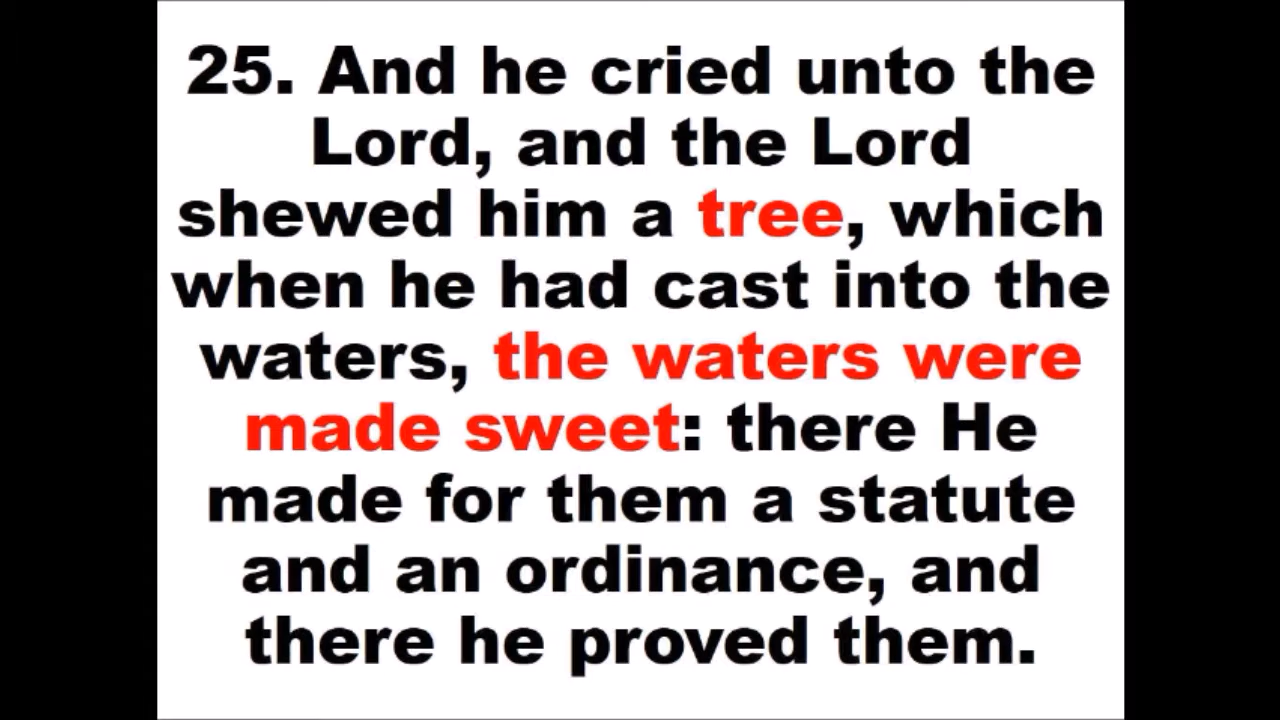 25. And he cried unto the
Lord, and the Lord
shewed him a tree, which
when he had cast into the
waters, the waters were
made sweet: there He
made for them a statute
and an ordinance, and
there he proved them.